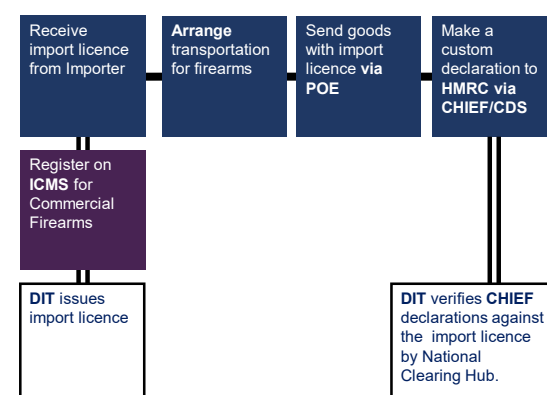 Receive
import licence
from Importer
Arrange
transportation
for firearms
Send goods
with import
licence via
POE
Make a
custom
declaration to
HMRC via
CHIEF/CDS
Register on
ICMS for
Commercial
Firearms
DIT issues
import licence
DIT verifies CHIEF
declarations against
the import licence
by National
Clearing Hub.